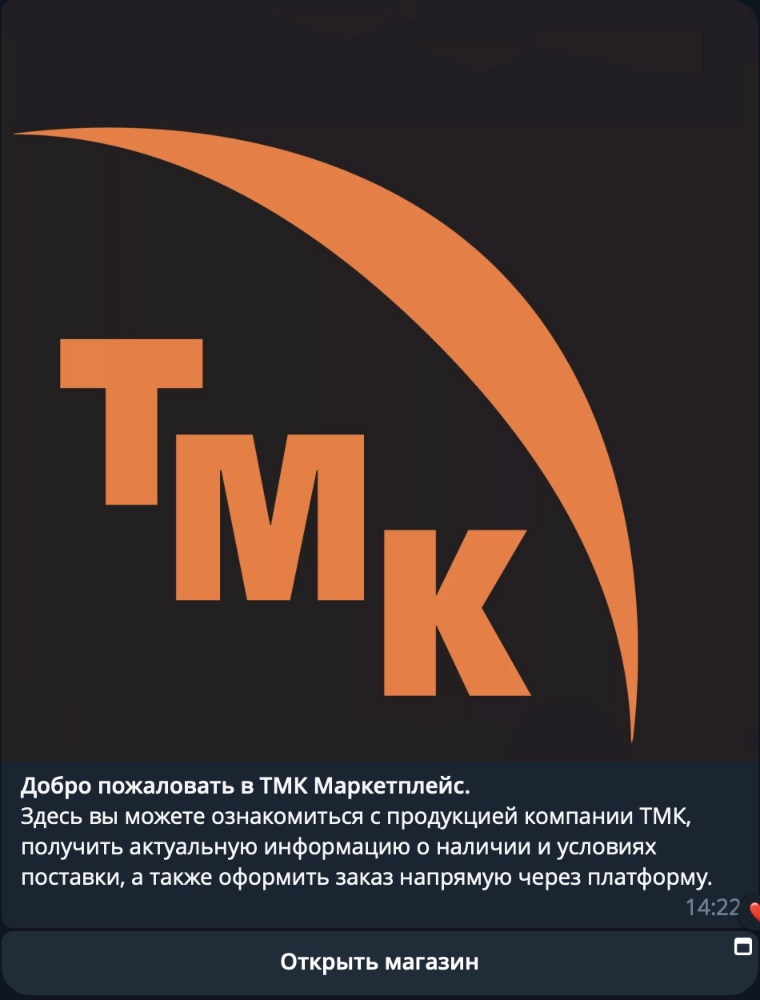 ТМК
Добро пожаловать в ТМК Маркетплейс.
Здесь вы можете ознакомиться с продукцией компании ТМК,
получить актуальную информацию о наличии и условиях
поставки, а также оформить заказ напрямую через платформу.
14:22
Открыть магазин